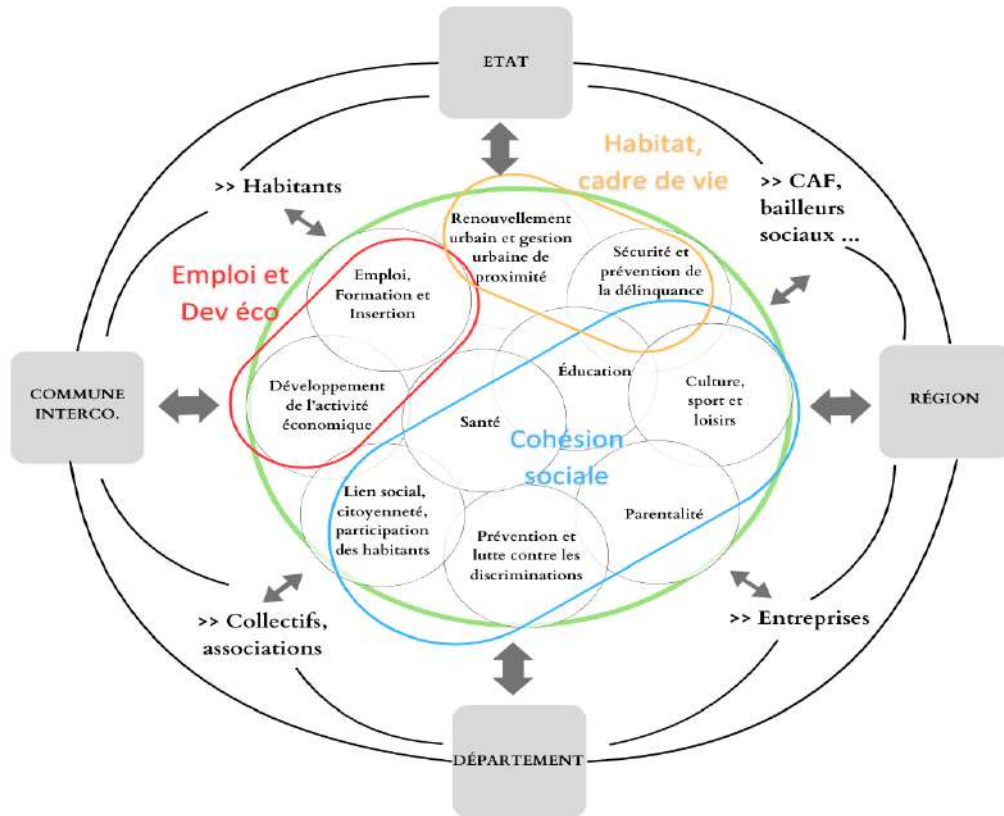 ETAT
Habitat,
cadre de vie
>> Habitants
>> CAF,
bailleurs
sociaux ...
Renouvellement
urbain et gestion
urbaine de
proximité
Sécurité et
prévention de
la délinquance
Emploi et
Dev éco
Emploi,
Formation et
Insertion
COMMUNE
INTERCO.
Développement
de l'activité
économique
Santé
Éducation
Culture,
sport et
loisirs
RÉGION
Cohésion
sociale
Lien social,
citoyenneté,
participation
des habitants
Prévention et
lutte contre les
discriminations
Parentalité
>> Collectifs,
associations
>> Entreprises
DÉPARTEMENT